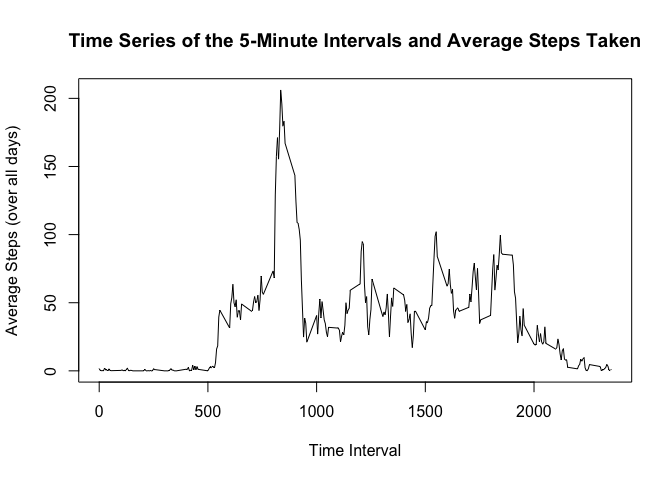 Time Series of the 5-Minute Intervals and Average Steps Taken
Average Steps (over all days)
200
150
100
50
0
0 500 1000 1500 2000
Time Interval